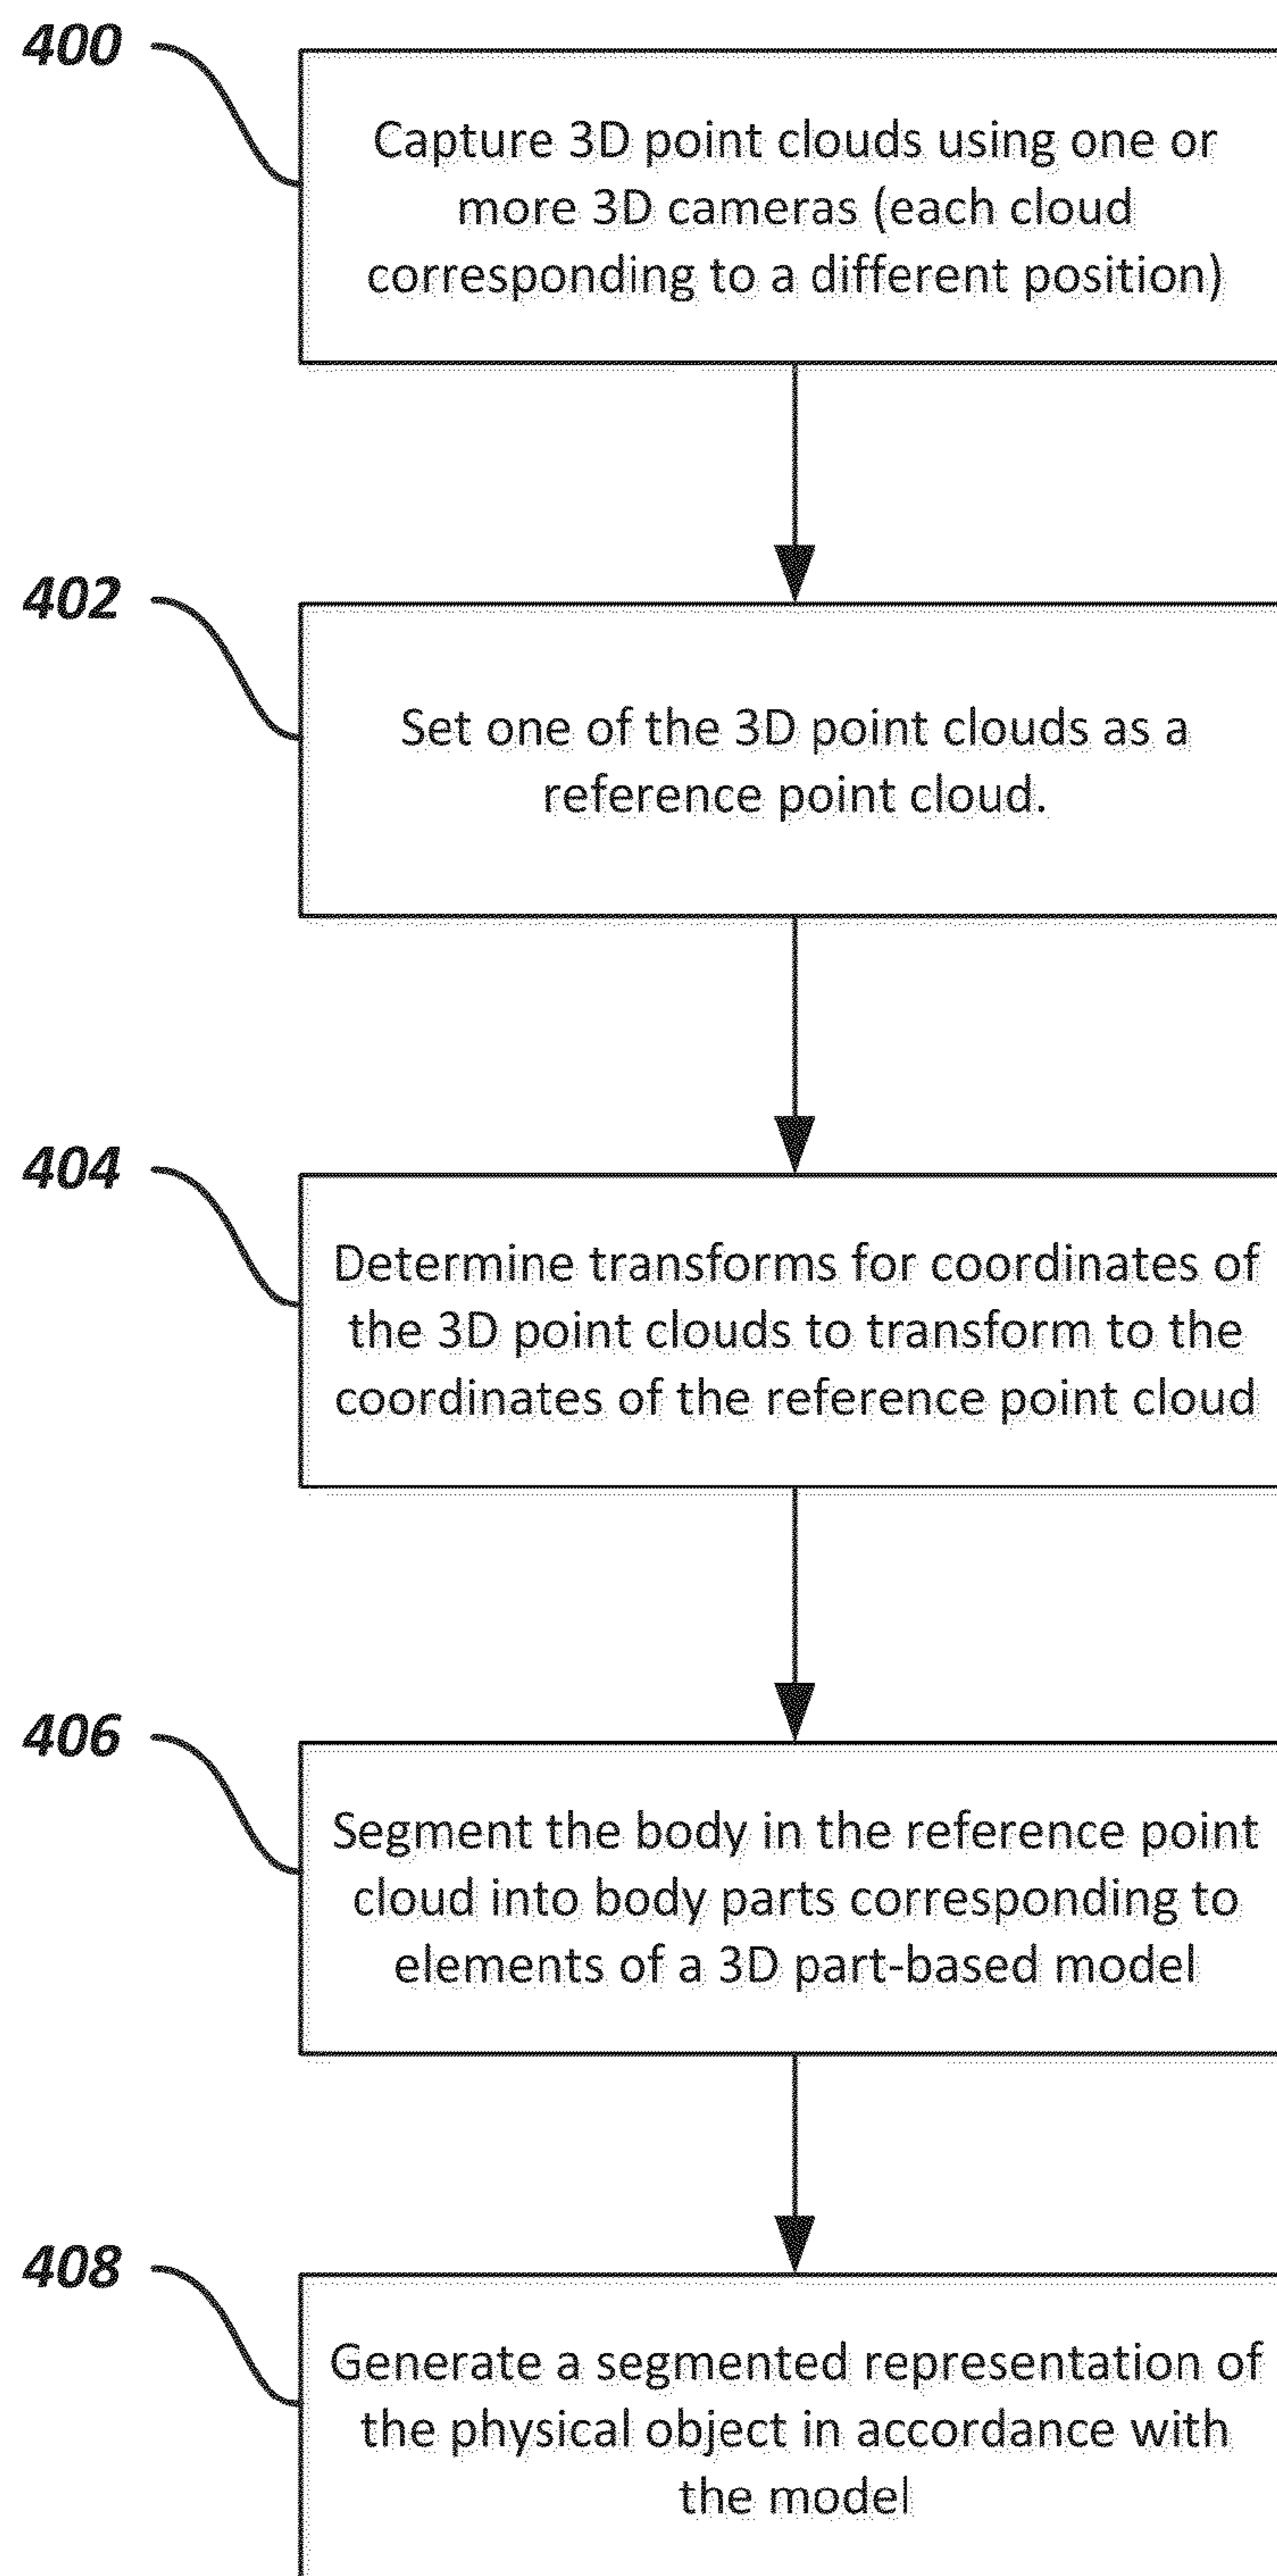 400
Capture 3D point clouds using one or
more 3D cameras (each cloud
corresponding to a different position)
402
Set one of the 3D point clouds as a
reference point cloud.
404
Determine transforms for coordinates of
the 3D point clouds to transform to the
coordinates of the reference point cloud
406
Segment the body in the reference point
cloud into body parts corresponding to
elements of a 3D part-based model
408
Generate a segmented representation of
the physical object in accordance with
the model